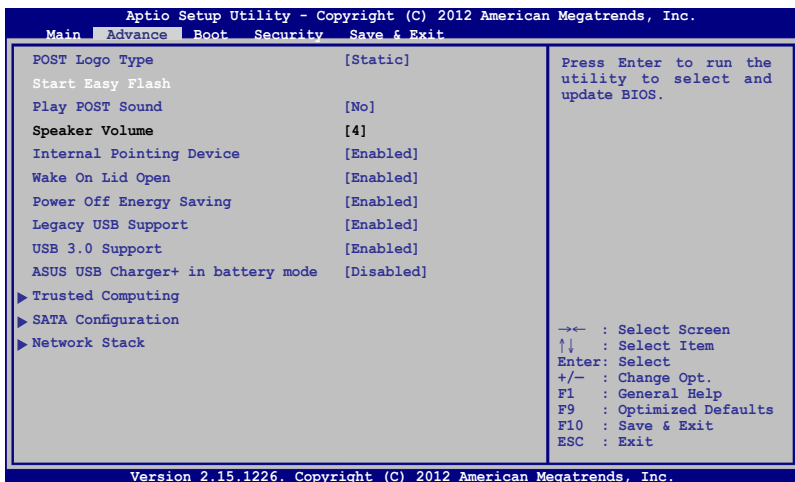 Aptio Setup Utility - Copyright (C) 2012 American Megatrends, Inc.
Main Advance Boot Security Save & Exit
POST Logo Type [Static]
Start Easy Flash
Play POST Sound [No]
Speaker Volume [4]
Internal Pointing Device [Enabled]
Wake On Lid Open [Enabled]
Power Off Energy Saving [Enabled]
Legacy USB Support [Enabled]
USB 3.0 Support [Enabled]
ASUS USB Charger+ in battery mode [Disabled]
Trusted Computing
SATA Configuration
Network Stack
Press Enter to run the
utility to select and
update BIOS.
→← : Select Screen
↑↓ : Select Item
Enter: Select
+/— : Change Opt.
F1 : General Help
F9 : Optimized Defaults
F10 : Save & Exit
ESC : Exit
Version 2.15.1226. Copyright (C) 2012 American Megatrends, Inc.